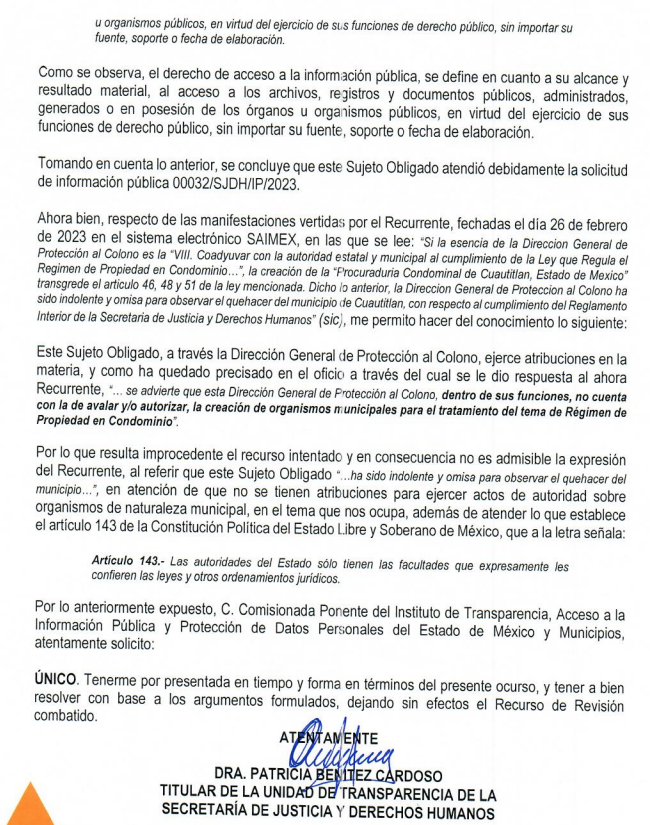 u organismos públicos, en virtud del ejercicio de sus funciones de derecho público, sin importar su
fuente, soporte o fecha de elaboración.
Como se observa, el derecho de acceso a la información pública, se define en cuanto a su alcance y
resultado material, al acceso a los archivos, registros y documentos públicos, administrados,
generados o en posesión de los órganos u organismos públicos, en virtud del ejercicio de sus
funciones de derecho público, sin importar su fuente, soporte o fecha de elaboración.
Tomando en cuenta lo anterior, se concluye que este Sujeto Obligado atendió debidamente la solicitud
de información pública 00032/SJDH/IP/2023.
Ahora bien, respecto de las manifestaciones vertidas por el Recurrente, fechadas el día 26 de febrero
de 2023 en el sistema electrónico SAIMEX, en las que se lee: "Si la esencia de la Direccion General de
Protección al Colono es la "VIII. Coadyuvar con la autoridad estatal y municipal al cumplimiento de la Ley que Regula el
Regimen de Propiedad en Condominio...", la creación de la "Procuraduria Condominal de Cuautitlan, Estado de Mexico"
transgrede el articulo 46, 48 y 51 de la ley mencionada. Dicho lo anterior, la Direccion General de Proteccion al Colono ha
sido indolente y omisa para observar el quehacer del municipio de Cuautitlan, con respecto al cumplimiento del Reglamento
Interior de la Secretaria de Justicia y Derechos Humanos" (sic), me permito hacer del conocimiento lo siguiente:
Este Sujeto Obligado, a través la Dirección General de Protección al Colono, ejerce atribuciones en la
materia, y como ha quedado precisado en el oficio a través del cual se le dio respuesta al ahora
Recurrente, "... se advierte que esta Dirección General de Protección al Colono, dentro de sus funciones, no cuenta
con la de avalar y/o autorizar, la creación de organismos municipales para el tratamiento del tema de Régimen de
Propiedad en Condominio".
Por lo que resulta improcedente el recurso intentado y en consecuencia no es admisible la expresión
del Recurrente, al referir que este Sujeto Obligado "...ha sido indolente y omisa para observar el quehacer del
municipio...", en atención de que no se tienen atribuciones para ejercer actos de autoridad sobre
organismos de naturaleza municipal, en el tema que nos ocupa, además de atender lo que establece
el artículo 143 de la Constitución Política del Estado Libre y Soberano de México, que a la letra señala:
Artículo 143.- Las autoridades del Estado sólo tienen las facultades que expresamente les
confieren las leyes y otros ordenamientos jurídicos.
Por lo anteriormente expuesto, C. Comisionada Ponente del Instituto de Transparencia, Acceso a la
Información Pública y Protección de Datos Personales del Estado de México y Municipios,
atentamente solicito:
ÚNICO. Tenerme por presentada en tiempo y forma en términos del presente ocurso, y tener a bien
resolver con base a los argumentos formulados, dejando sin efectos el Recurso de Revisión
combatido.
ATENTAMENTE
DRA. PATRICIA BENÍTEZ CARDOSO
TITULAR DE LA UNIDAD DE TRANSPARENCIA DE LA
SECRETARÍA DE JUSTICIA Y DERECHOS HUMANOS